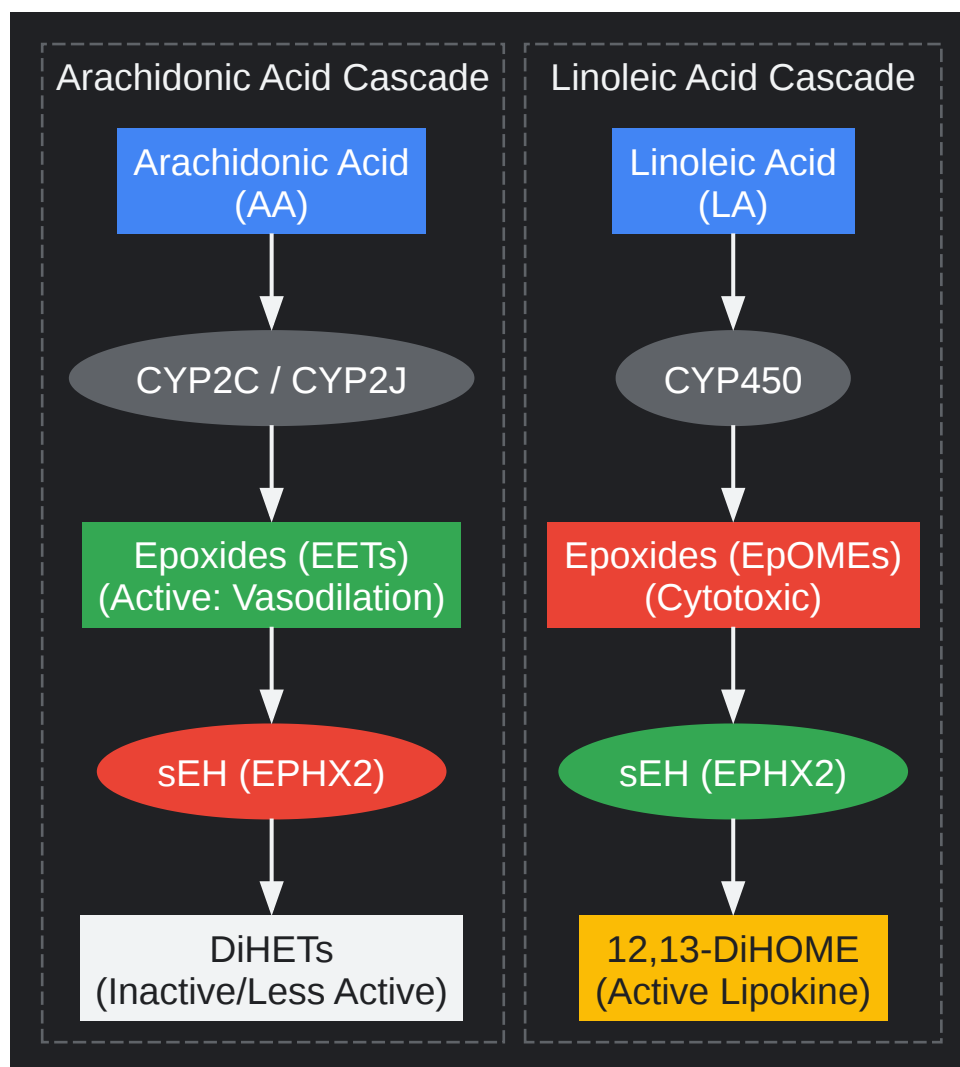 Arachidonic Acid Cascade
Arachidonic Acid
(AA)
CYP2C / CYP2J
Epoxides (EETs)
(Active: Vasodilation)
sEH (EPHX2)
DiHETs
(Inactive/Less Active)
Linoleic Acid Cascade
Linoleic Acid
(LA)
CYP450
Epoxides (EpOMEs)
(Cytotoxic)
sEH (EPHX2)
12,13-DiHOME
(Active Lipokine)